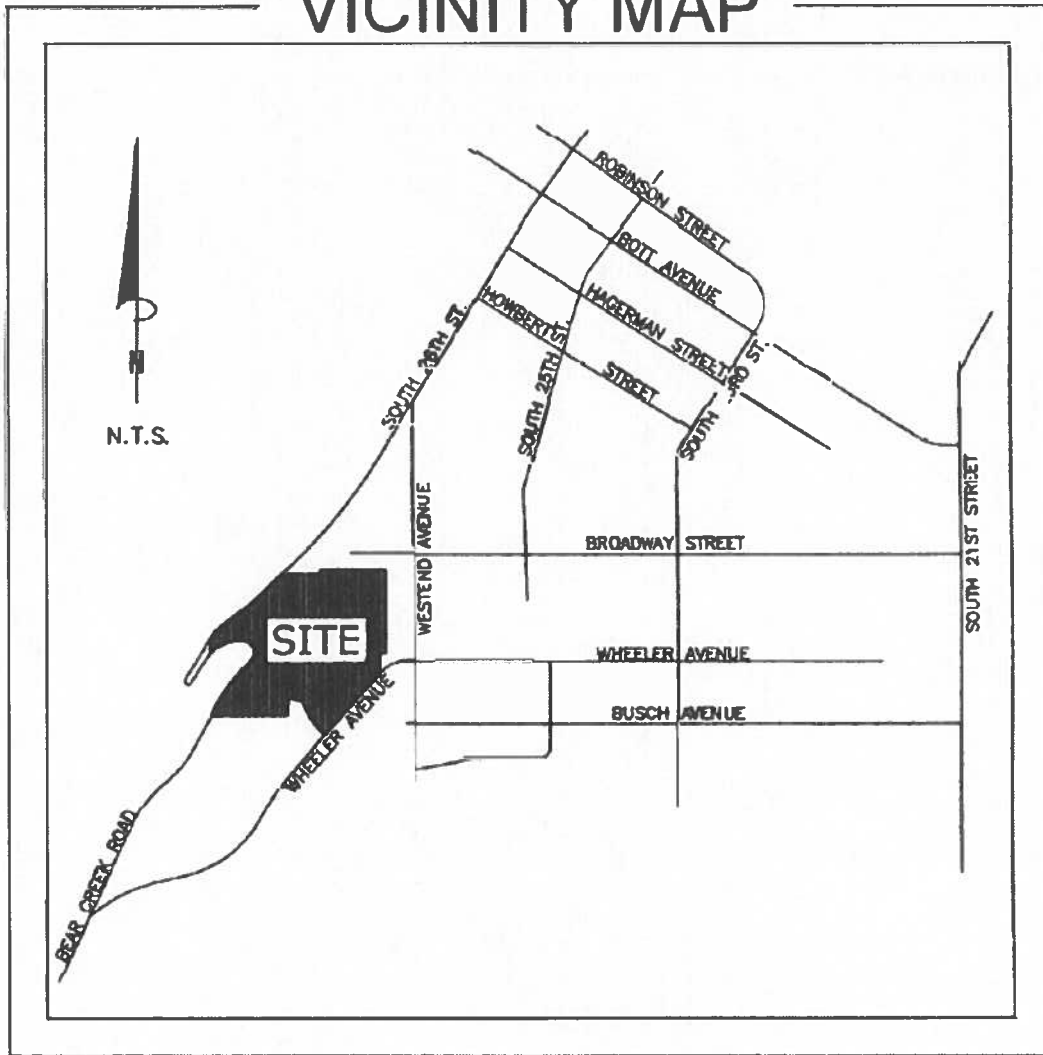 VICINITY MAP
ROBINSON STREET
BOTT AVENUE
HAGERMAN STREET
HOWBERT
STREET
SOUTH 26TH ST.
SOUTH 25TH ST.
SOUTH ST.
N
N.T.S.
WESTEND AVENUE
BROADWAY STREET
SOUTH 21ST STREET
SITE
WHEELER AVENUE
BUSCH AVENUE
WHEELER AVENUE
BEAR CREEK ROAD